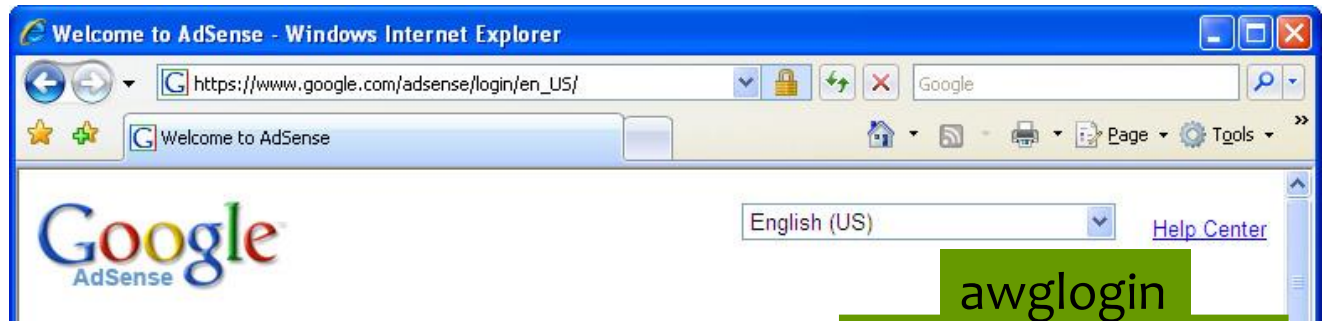 Welcome to AdSense - Windows Internet Explorer
https://www.google.com/adsense/login/en_US/
Google
Welcome to AdSense
Page
Tools
»
Google
AdSense
English (US)
Help Center
awglogin